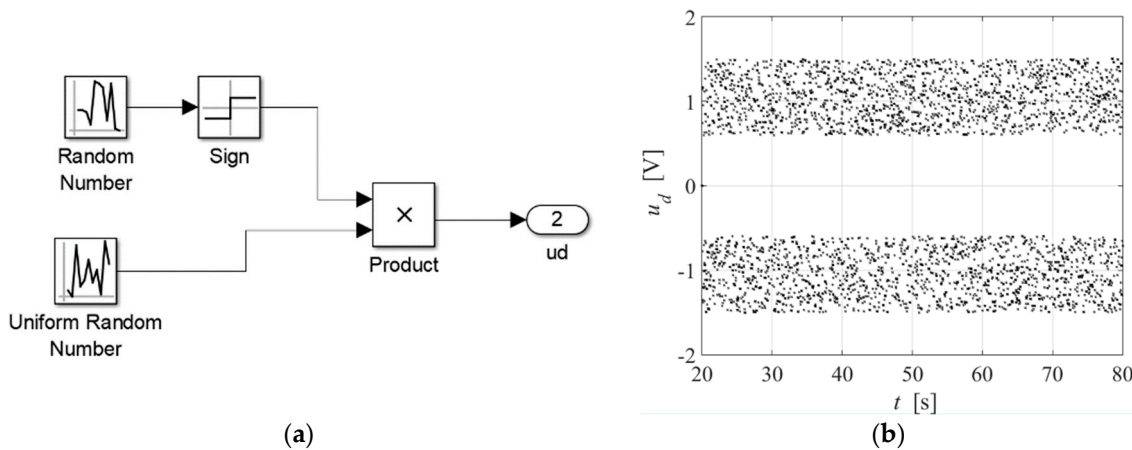 Random
Number
Sign
Uniform Random
Number
×
Product
2
ud
(a)
2
1
0
-1
-2
u_d [V]
20 30 40 50 60 70 80
t [s]
(b)